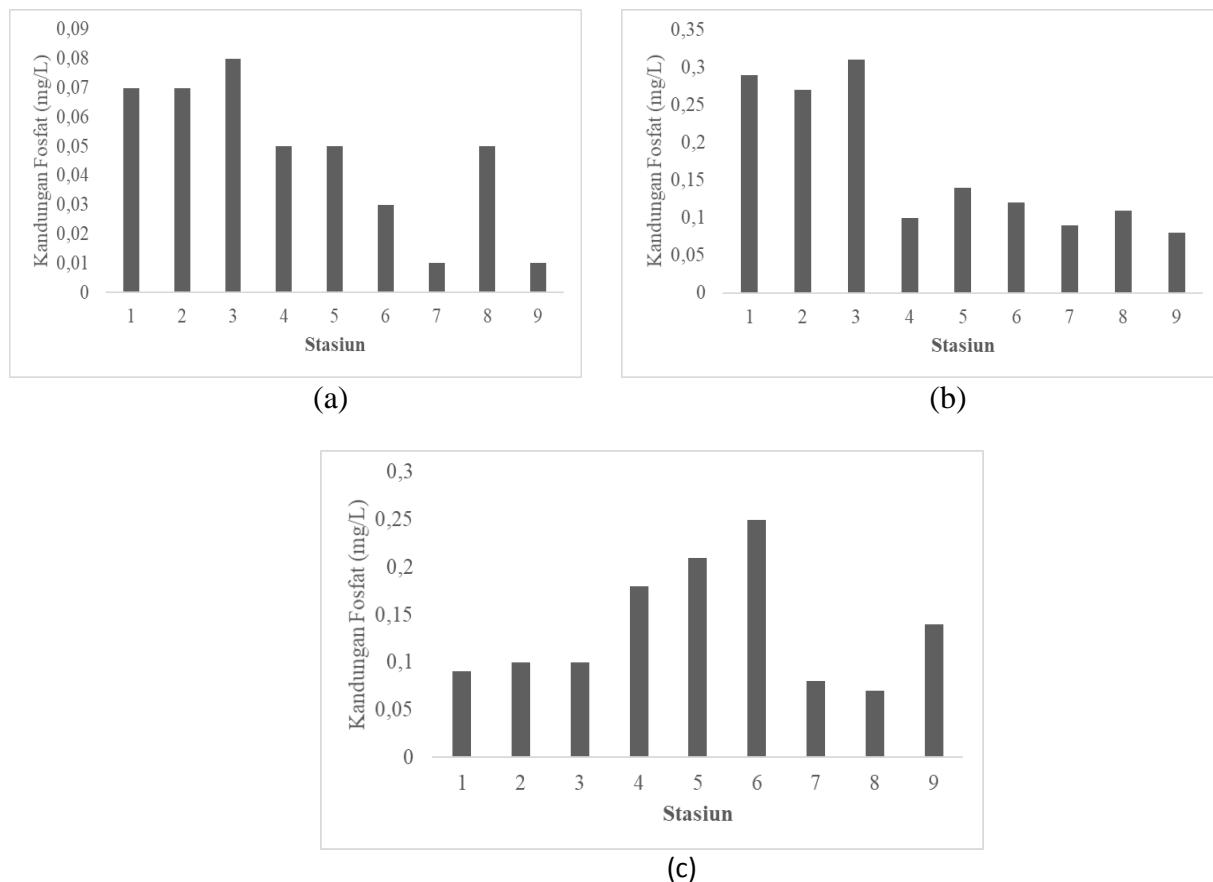 0,09
0,08
0,07
0,06
0,05
0,04
0,03
0,02
0,01
0
Kandungan Fosfat (mg/L)
1 2 3 4 5 6 7 8 9
Stasiun
(a)
0,35
0,3
0,25
0,2
0,15
0,1
0,05
0
Kandungan Fosfat (mg/L)
1 2 3 4 5 6 7 8 9
Stasiun
(b)
0,3
0,25
0,2
0,15
0,1
0,05
0
Kandungan Fosfat (mg/L)
1 2 3 4 5 6 7 8 9
Stasiun
(c)